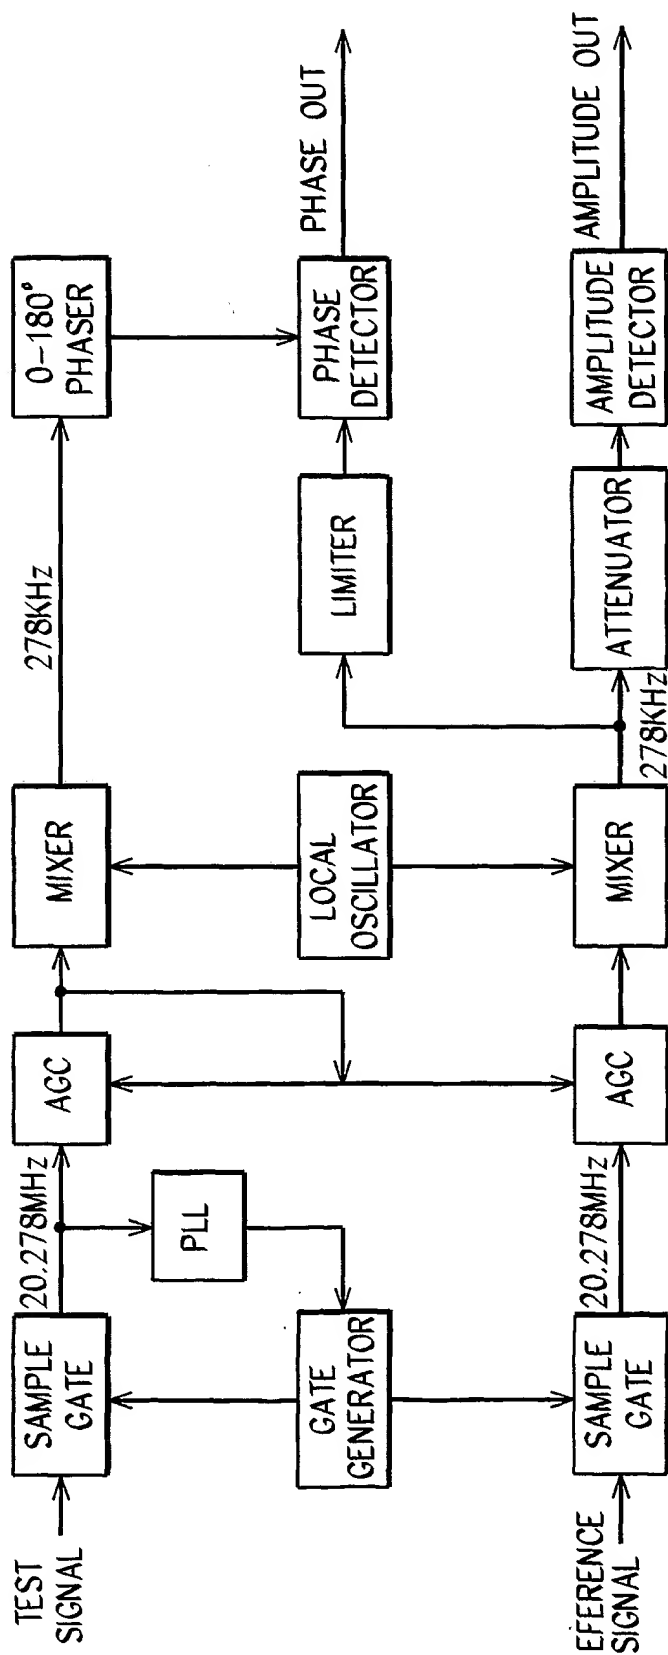 TEST
SIGNAL
SAMPLE
GATE
20.278MHz
AGC
MIXER
278KHz
0-180°
PHASER
PLL
GATE
GENERATOR
LOCAL
OSCILLATOR
LIMITER
PHASE
DETECTOR
PHASE OUT
EFERENCE
SIGNAL
SAMPLE
GATE
20.278MHz
AGC
MIXER
278KHz
ATTENUATOR
AMPLITUDE
DETECTOR
AMPLITUDE OUT